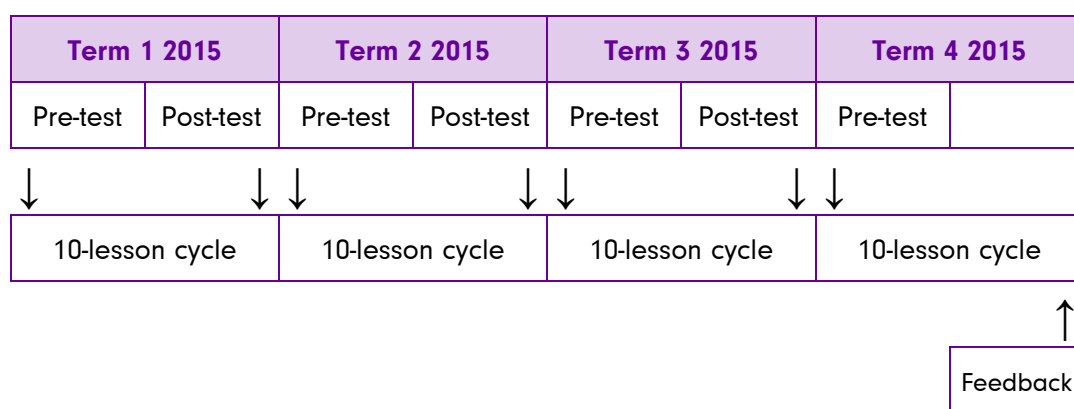 Term 1 2015 Term 2 2015 Term 3 2015 Term 4 2015
Pre-test Post-test Pre-test Post-test Pre-test Post-test Pre-test
10-lesson cycle 10-lesson cycle 10-lesson cycle 10-lesson cycle
Feedback